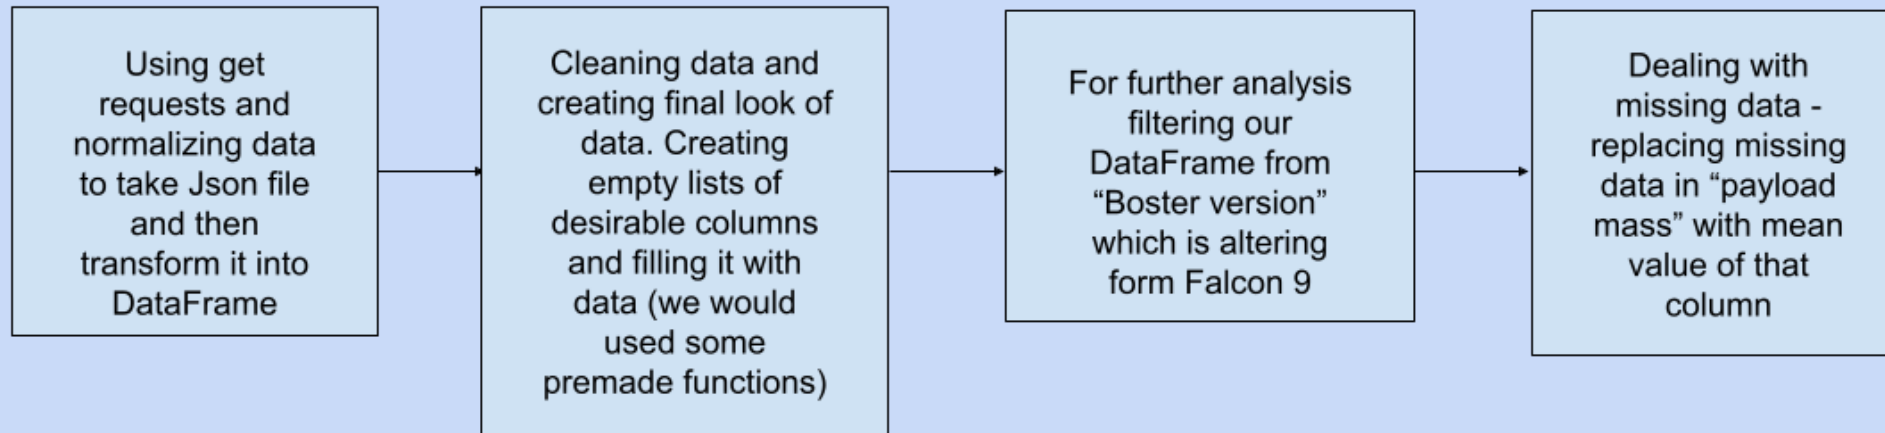 Using get
requests and
normalizing data
to take Json file
and then
transform it into
DataFrame
Cleaning data and
creating final look of
data. Creating
empty lists of
desirable columns
and filling it with
data (we would
used some
premade functions)
For further analysis
filtering our
DataFrame from
“Boster version”
which is altering
form Falcon 9
Dealing with
missing data -
replacing missing
data in “payload
mass” with mean
value of that
column